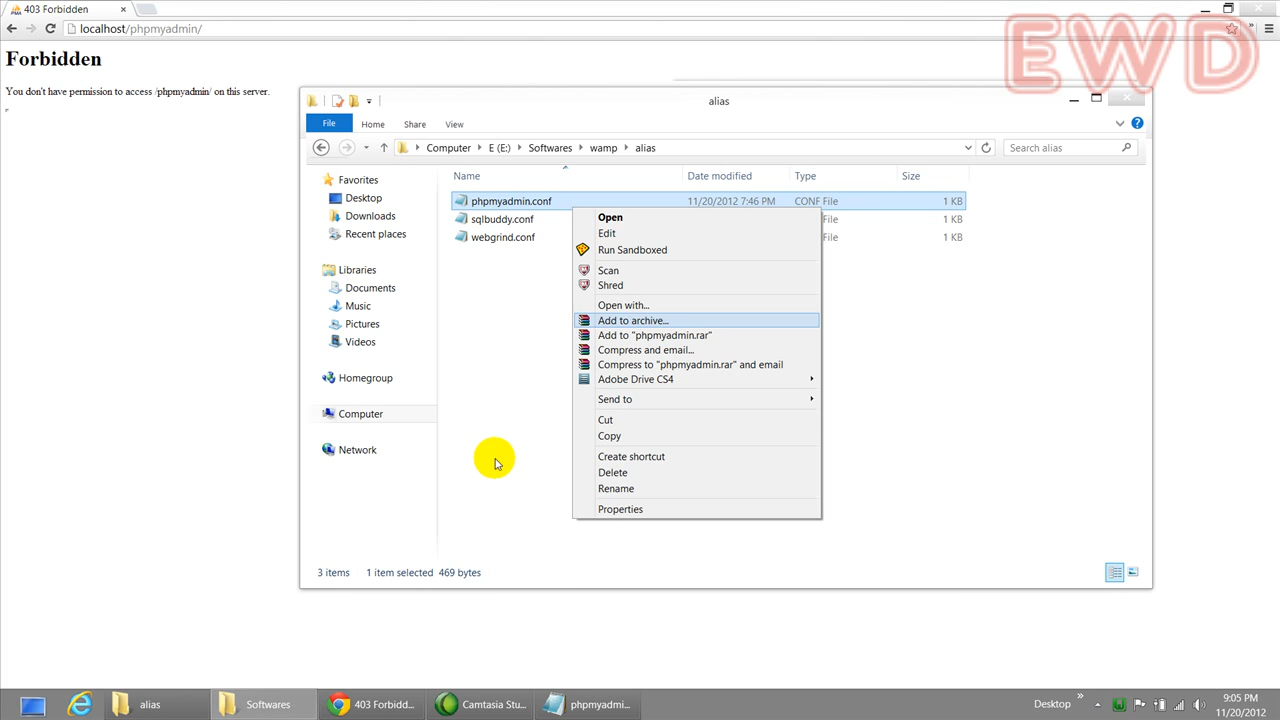 403 Forbidden
localhost/phpmyadmin/
EWD
Forbidden
You don't have permission to access /phpmyadmin/ on this server.
alias
File Home Share View
Computer E (E:) Softwares wamp alias
Search alias
Name Date modified Type Size
Favorites
Desktop
Downloads
Recent places
Libraries
Documents
Music
Pictures
Videos
Homegroup
Computer
Network
phpmyadmin.conf 11/20/2012 7:46 PM CONF File 1 KB
sqlbuddy.conf File 1 KB
webgrind.conf File 1 KB
Open
Edit
Run Sandboxed
Scan
Shred
Open with...
Add to archive...
Add to "phpmyadmin.rar"
Compress and email...
Compress to "phpmyadmin.rar" and email
Adobe Drive CS4
Send to
Cut
Copy
Create shortcut
Delete
Rename
Properties
3 items 1 item selected 469 bytes
alias
Softwares
403 Forbidd...
Camtasia Stu...
phpmyadmi...
Desktop
9:05 PM
11/20/2012